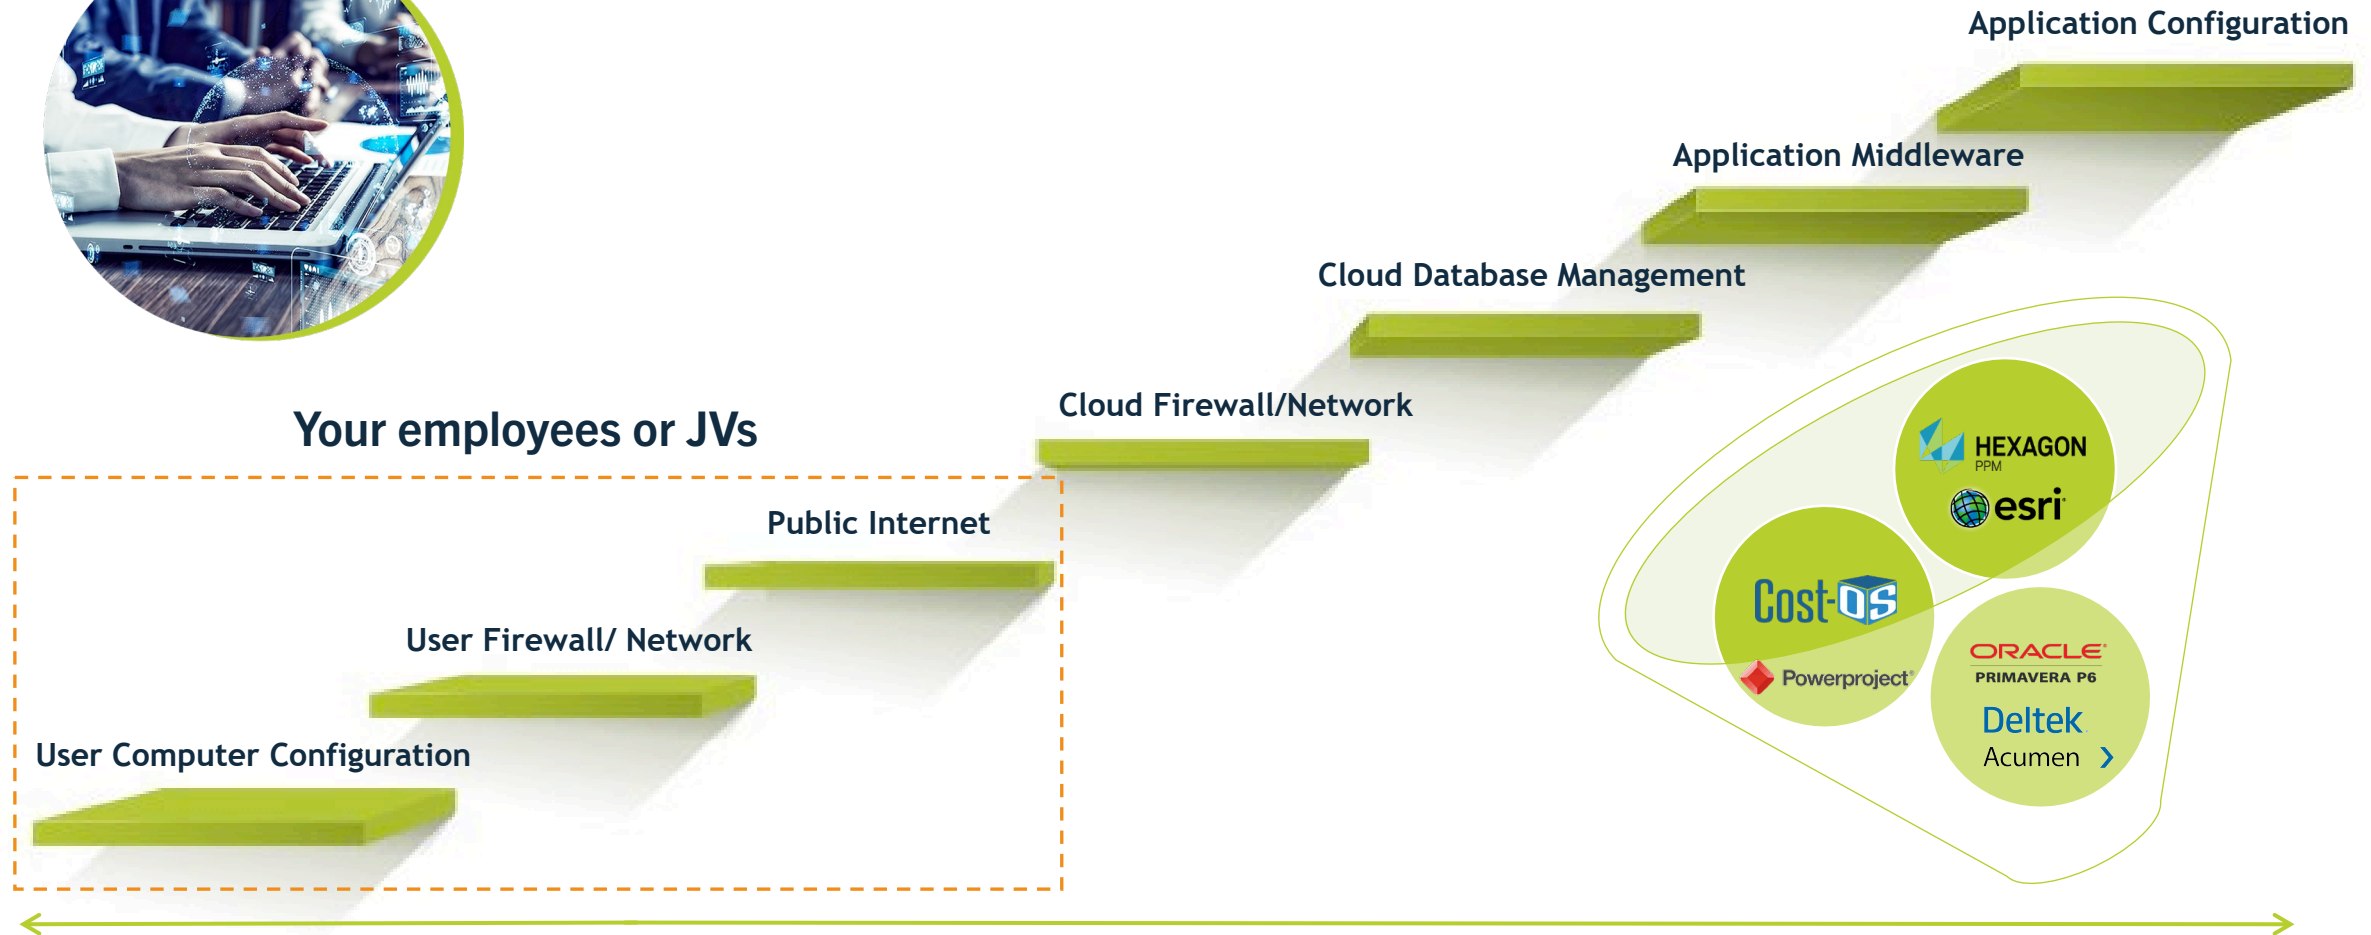 Application Configuration
Application Middleware
Cloud Database Management
Cloud Firewall/Network
Your employees or JVs
Public Internet
User Firewall/ Network
User Computer Configuration
HEXAGON
PPM
esri
Cost-OS
Powerproject®
ORACLE®
PRIMAVERA P6
Deltek.
Acumen